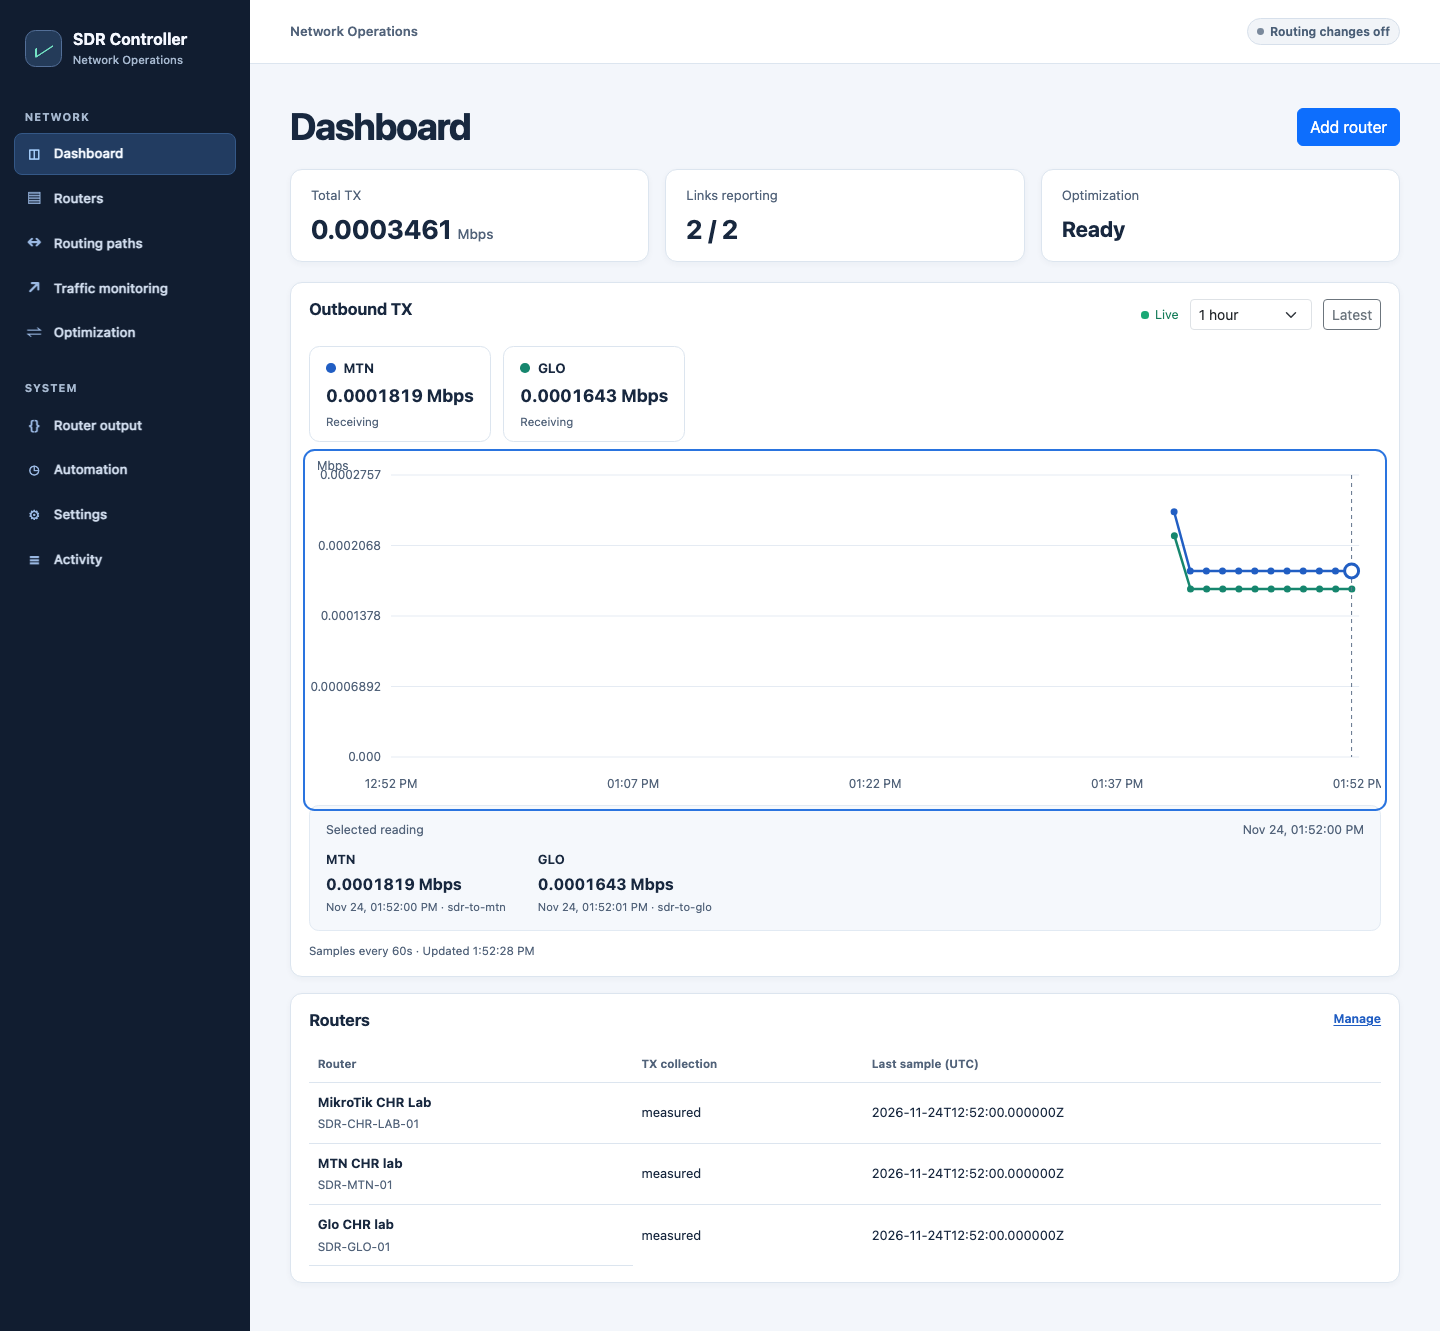 SDR Controller
Network Operations
NETWORK
Dashboard
Routers
Routing paths
Traffic monitoring
Optimization
SYSTEM
Router output
Automation
Settings
Activity
Network Operations
Routing changes off
Dashboard
Add router
Total TX
0.0003461 Mbps
Links reporting
2 / 2
Optimization
Ready
Outbound TX
Live
1 hour
Latest
MTN
0.0001819 Mbps
Receiving
GLO
0.0001643 Mbps
Receiving
Mbps
0.0002757
0.0002068
0.0001378
0.00006892
0.000
12:52 PM
01:07 PM
01:22 PM
01:37 PM
01:52 PM
Selected reading
Nov 24, 01:52:00 PM
MTN
0.0001819 Mbps
Nov 24, 01:52:00 PM · sdr-to-mtn
GLO
0.0001643 Mbps
Nov 24, 01:52:01 PM · sdr-to-glo
Samples every 60s · Updated 1:52:28 PM
Routers
Manage
Router TX collection Last sample (UTC)
MikroTik CHR Lab
SDR-CHR-LAB-01
measured
2026-11-24T12:52:00.000000Z
MTN CHR lab
SDR-MTN-01
measured
2026-11-24T12:52:00.000000Z
Glo CHR lab
SDR-GLO-01
measured
2026-11-24T12:52:00.000000Z